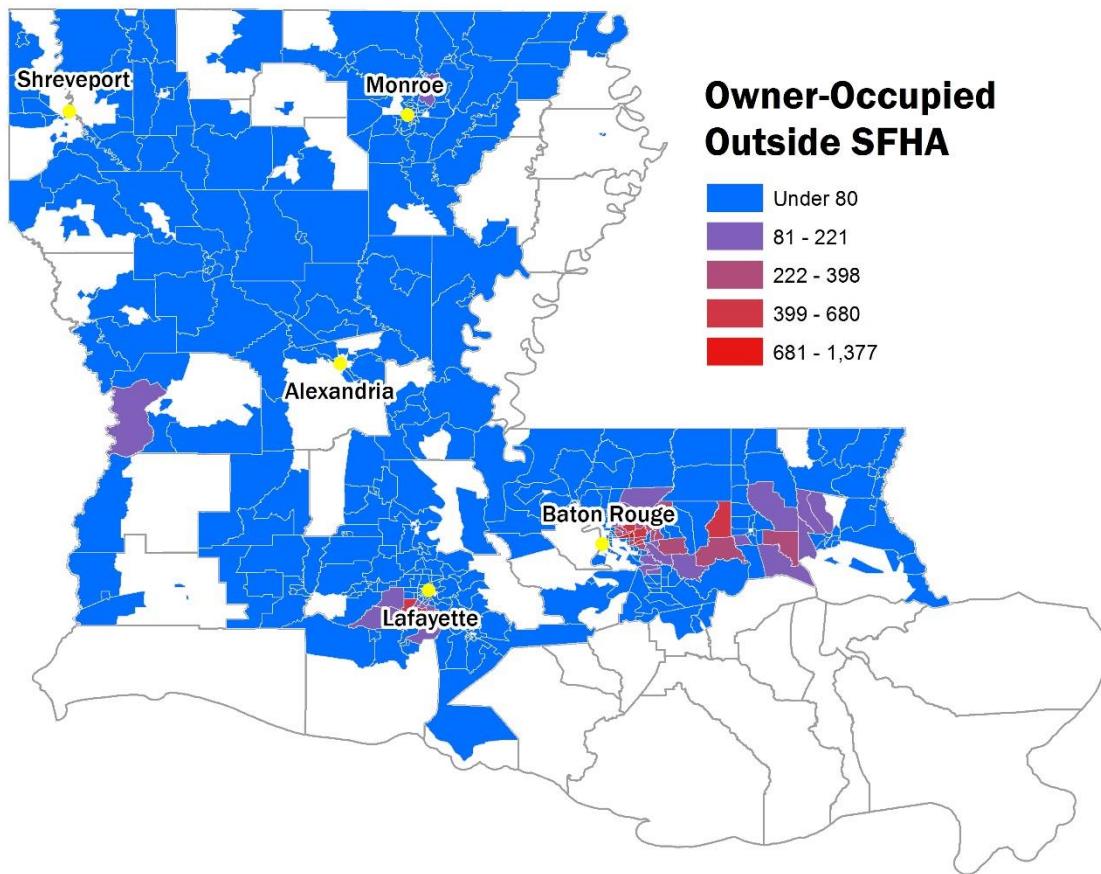 Shreveport
Monroe
Owner-Occupied
Outside SFHA
Under 80
81 - 221
222 - 398
399 - 680
681 - 1,377
Alexandria
Baton Rouge
Lafayette